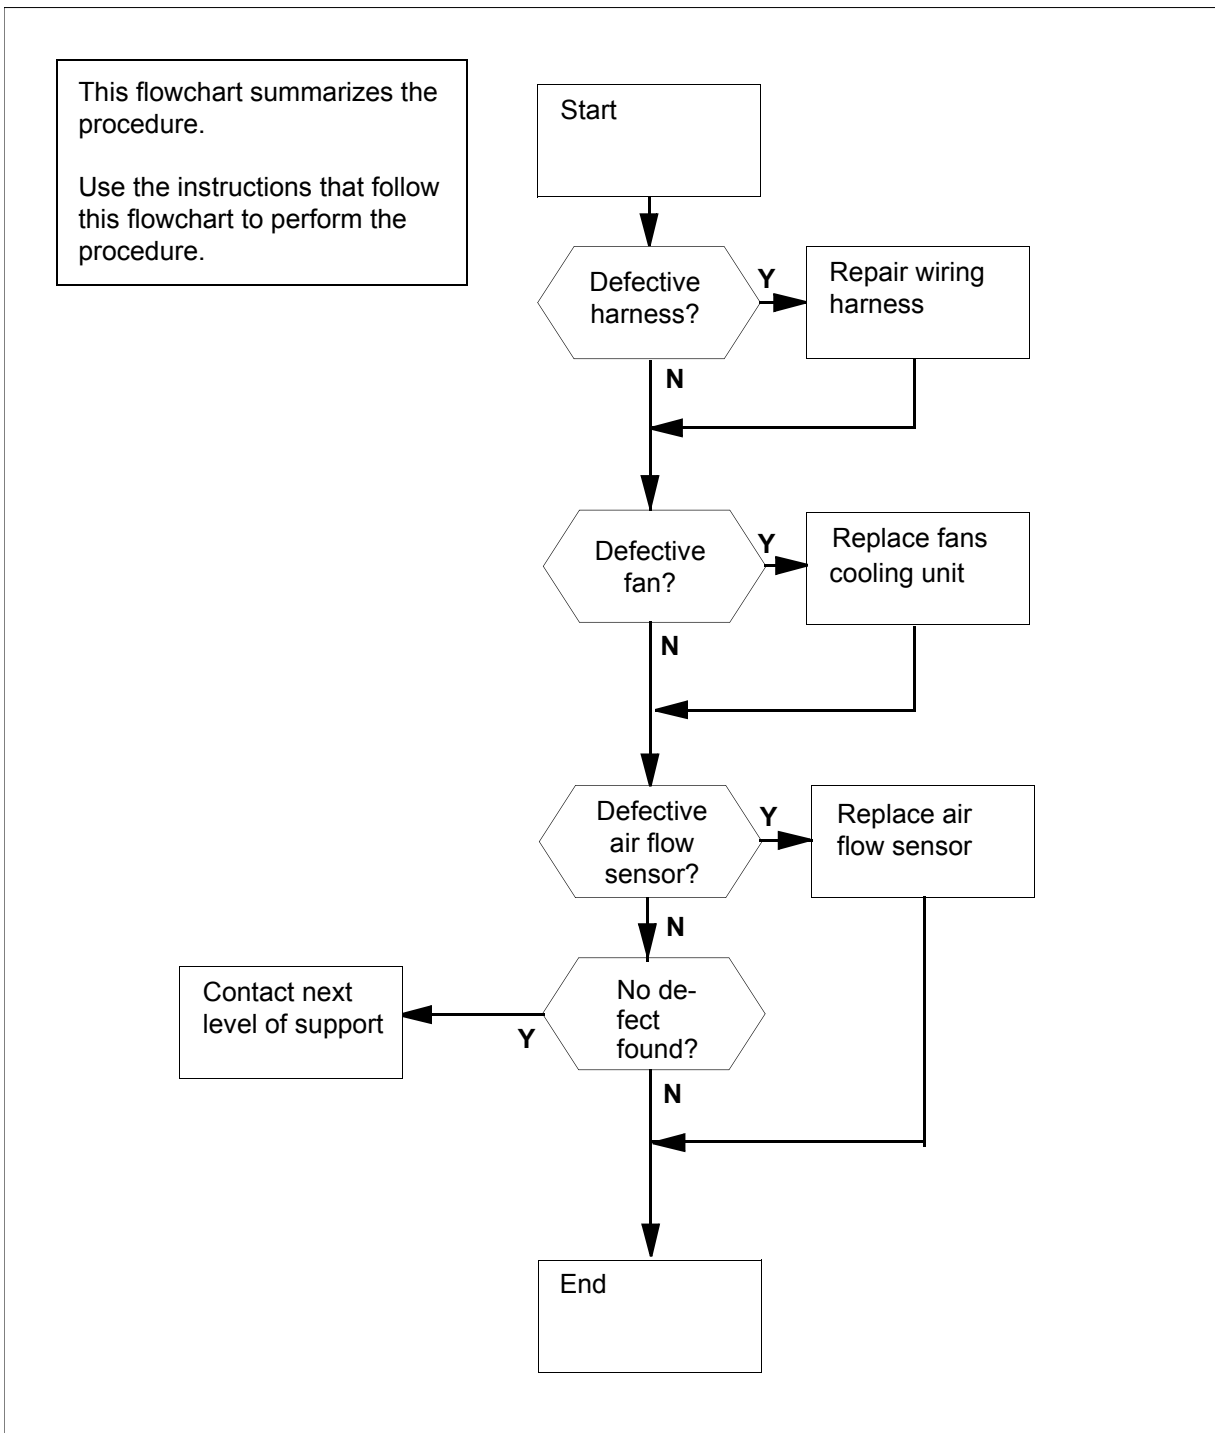 This flowchart summarizes the
procedure.
Use the instructions that follow
this flowchart to perform the
procedure.
Start
Defective
harness?
Y
Repair wiring
harness
N
Defective
fan?
Y
Replace fans
cooling unit
N
Defective
air flow
sensor?
Y
Replace air
flow sensor
N
No de-
fect
found?
Y
Contact next
level of support
N
End